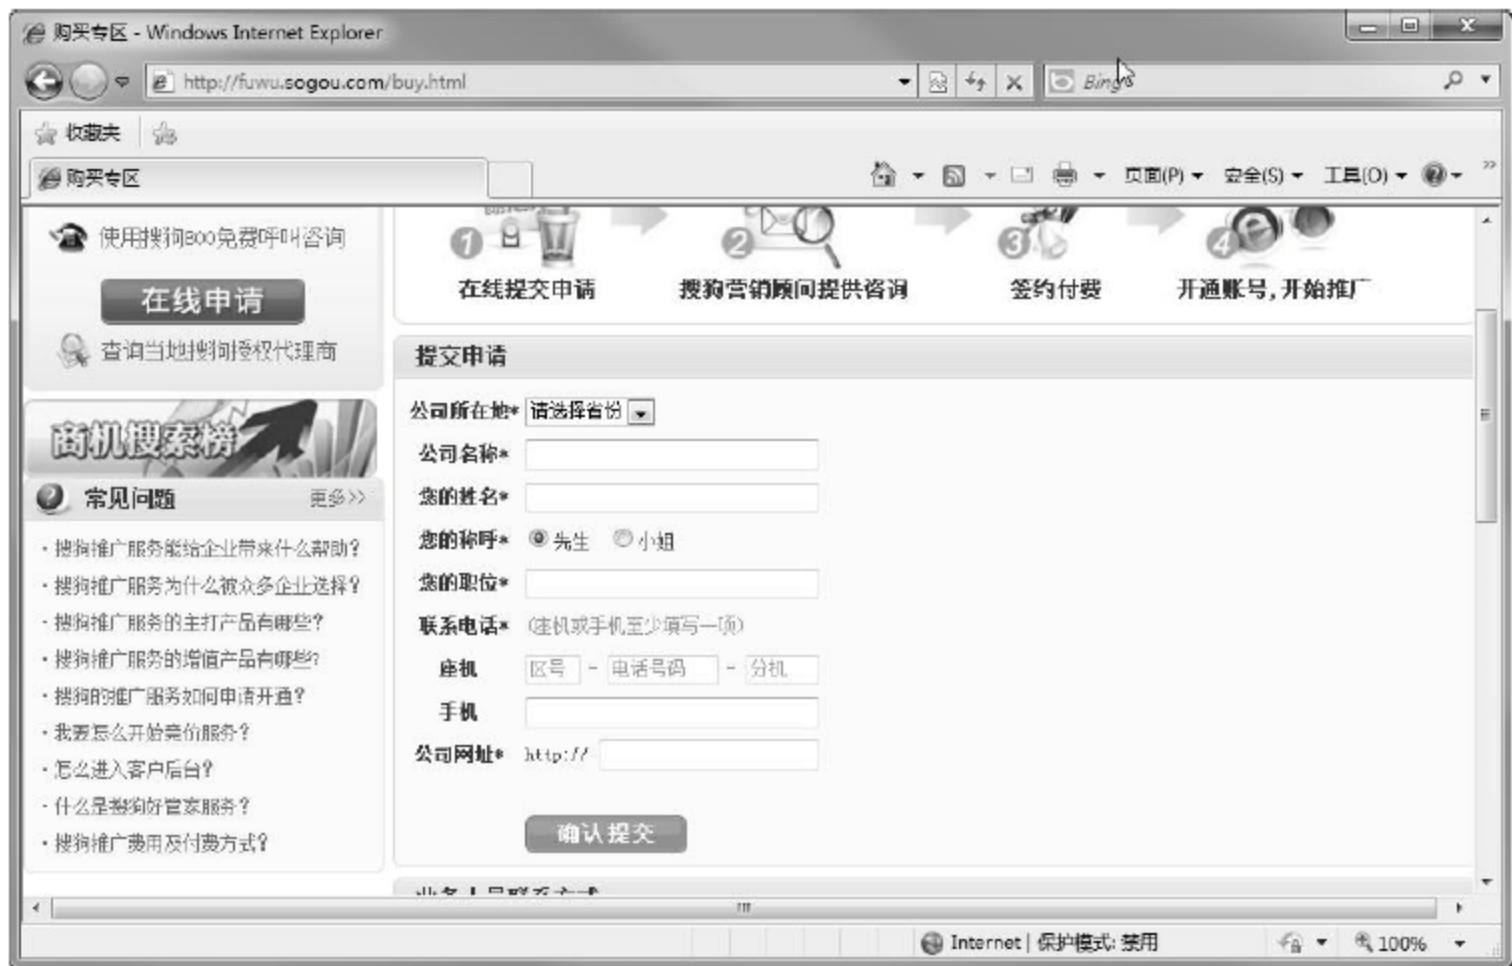 购买专区 - Windows Internet Explorer
http://fuwu.sogou.com/buy.html
Bing
收藏夹
购买专区
页面(P)
安全(S)
工具(O)
使用搜狗800免费呼叫咨询
在线申请
查询当地搜狗授权代理商
商机搜索榜
常见问题 更多>>
·搜狗推广服务能给企业带来什么帮助?
·搜狗推广服务为什么被众多企业选择?
·搜狗推广服务的主打产品有哪些?
·搜狗推广服务的增值产品有哪些?
·搜狗的推广服务如何申请开通?
·我要怎么开始竞价服务?
·怎么进入客户后台?
·什么是搜狗好管家服务?
·搜狗推广费用及付费方式?
1 2 3 4
在线提交申请 搜狗营销顾问提供咨询 签约付费 开通账号,开始推广
提交申请
公司所在地* 请选择省份
公司名称*
您的姓名*
您的称呼* 先生 小姐
您的职位*
联系电话* (座机或手机至少填写一项)
座机 区号 - 电话号码 - 分机
手机
公司网址* http://
确认提交
业务人员联系方式
Internet | 保护模式: 禁用
100%